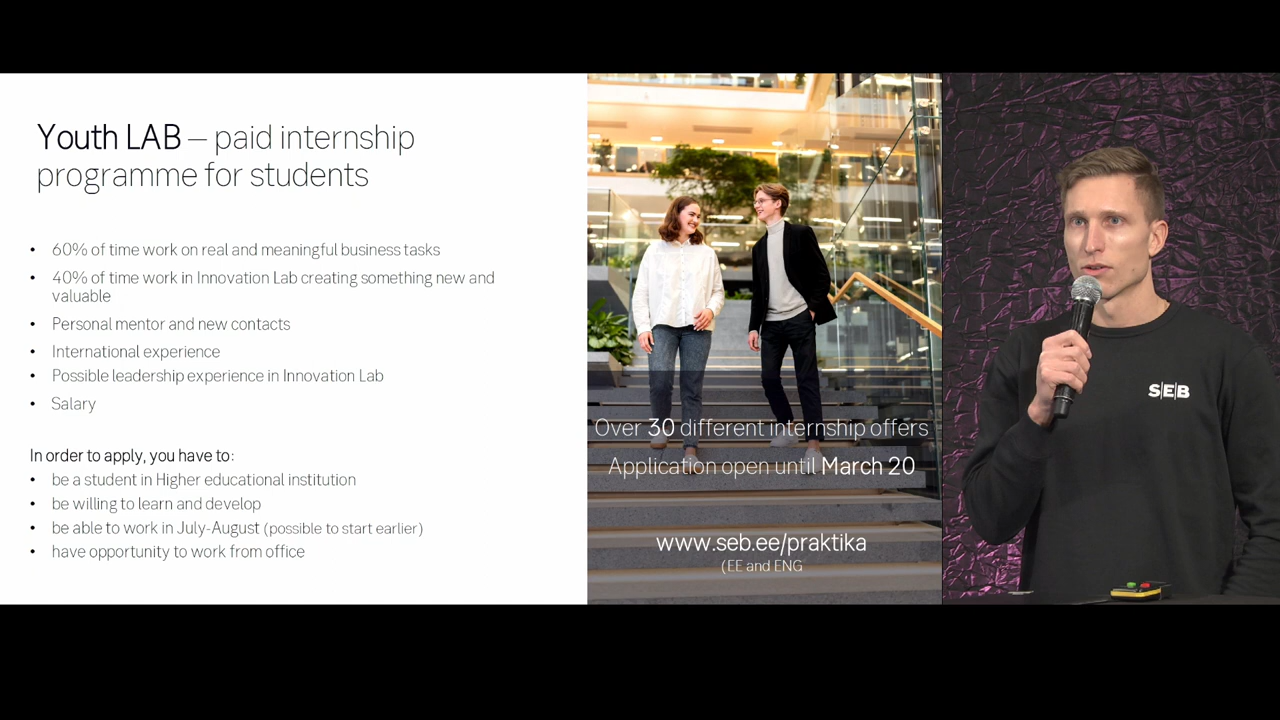 Youth LAB – paid internship
programme for students
• 60% of time work on real and meaningful business tasks
• 40% of time work in Innovation Lab creating something new and
valuable
• Personal mentor and new contacts
• International experience
• Possible leadership experience in Innovation Lab
• Salary
In order to apply, you have to:
• be a student in Higher educational institution
• be willing to learn and develop
• be able to work in July-August (possible to start earlier)
• have opportunity to work from office
Over 30 different internship offers
Application open until March 20
www.seb.ee/praktika
(EE and ENG
SEB